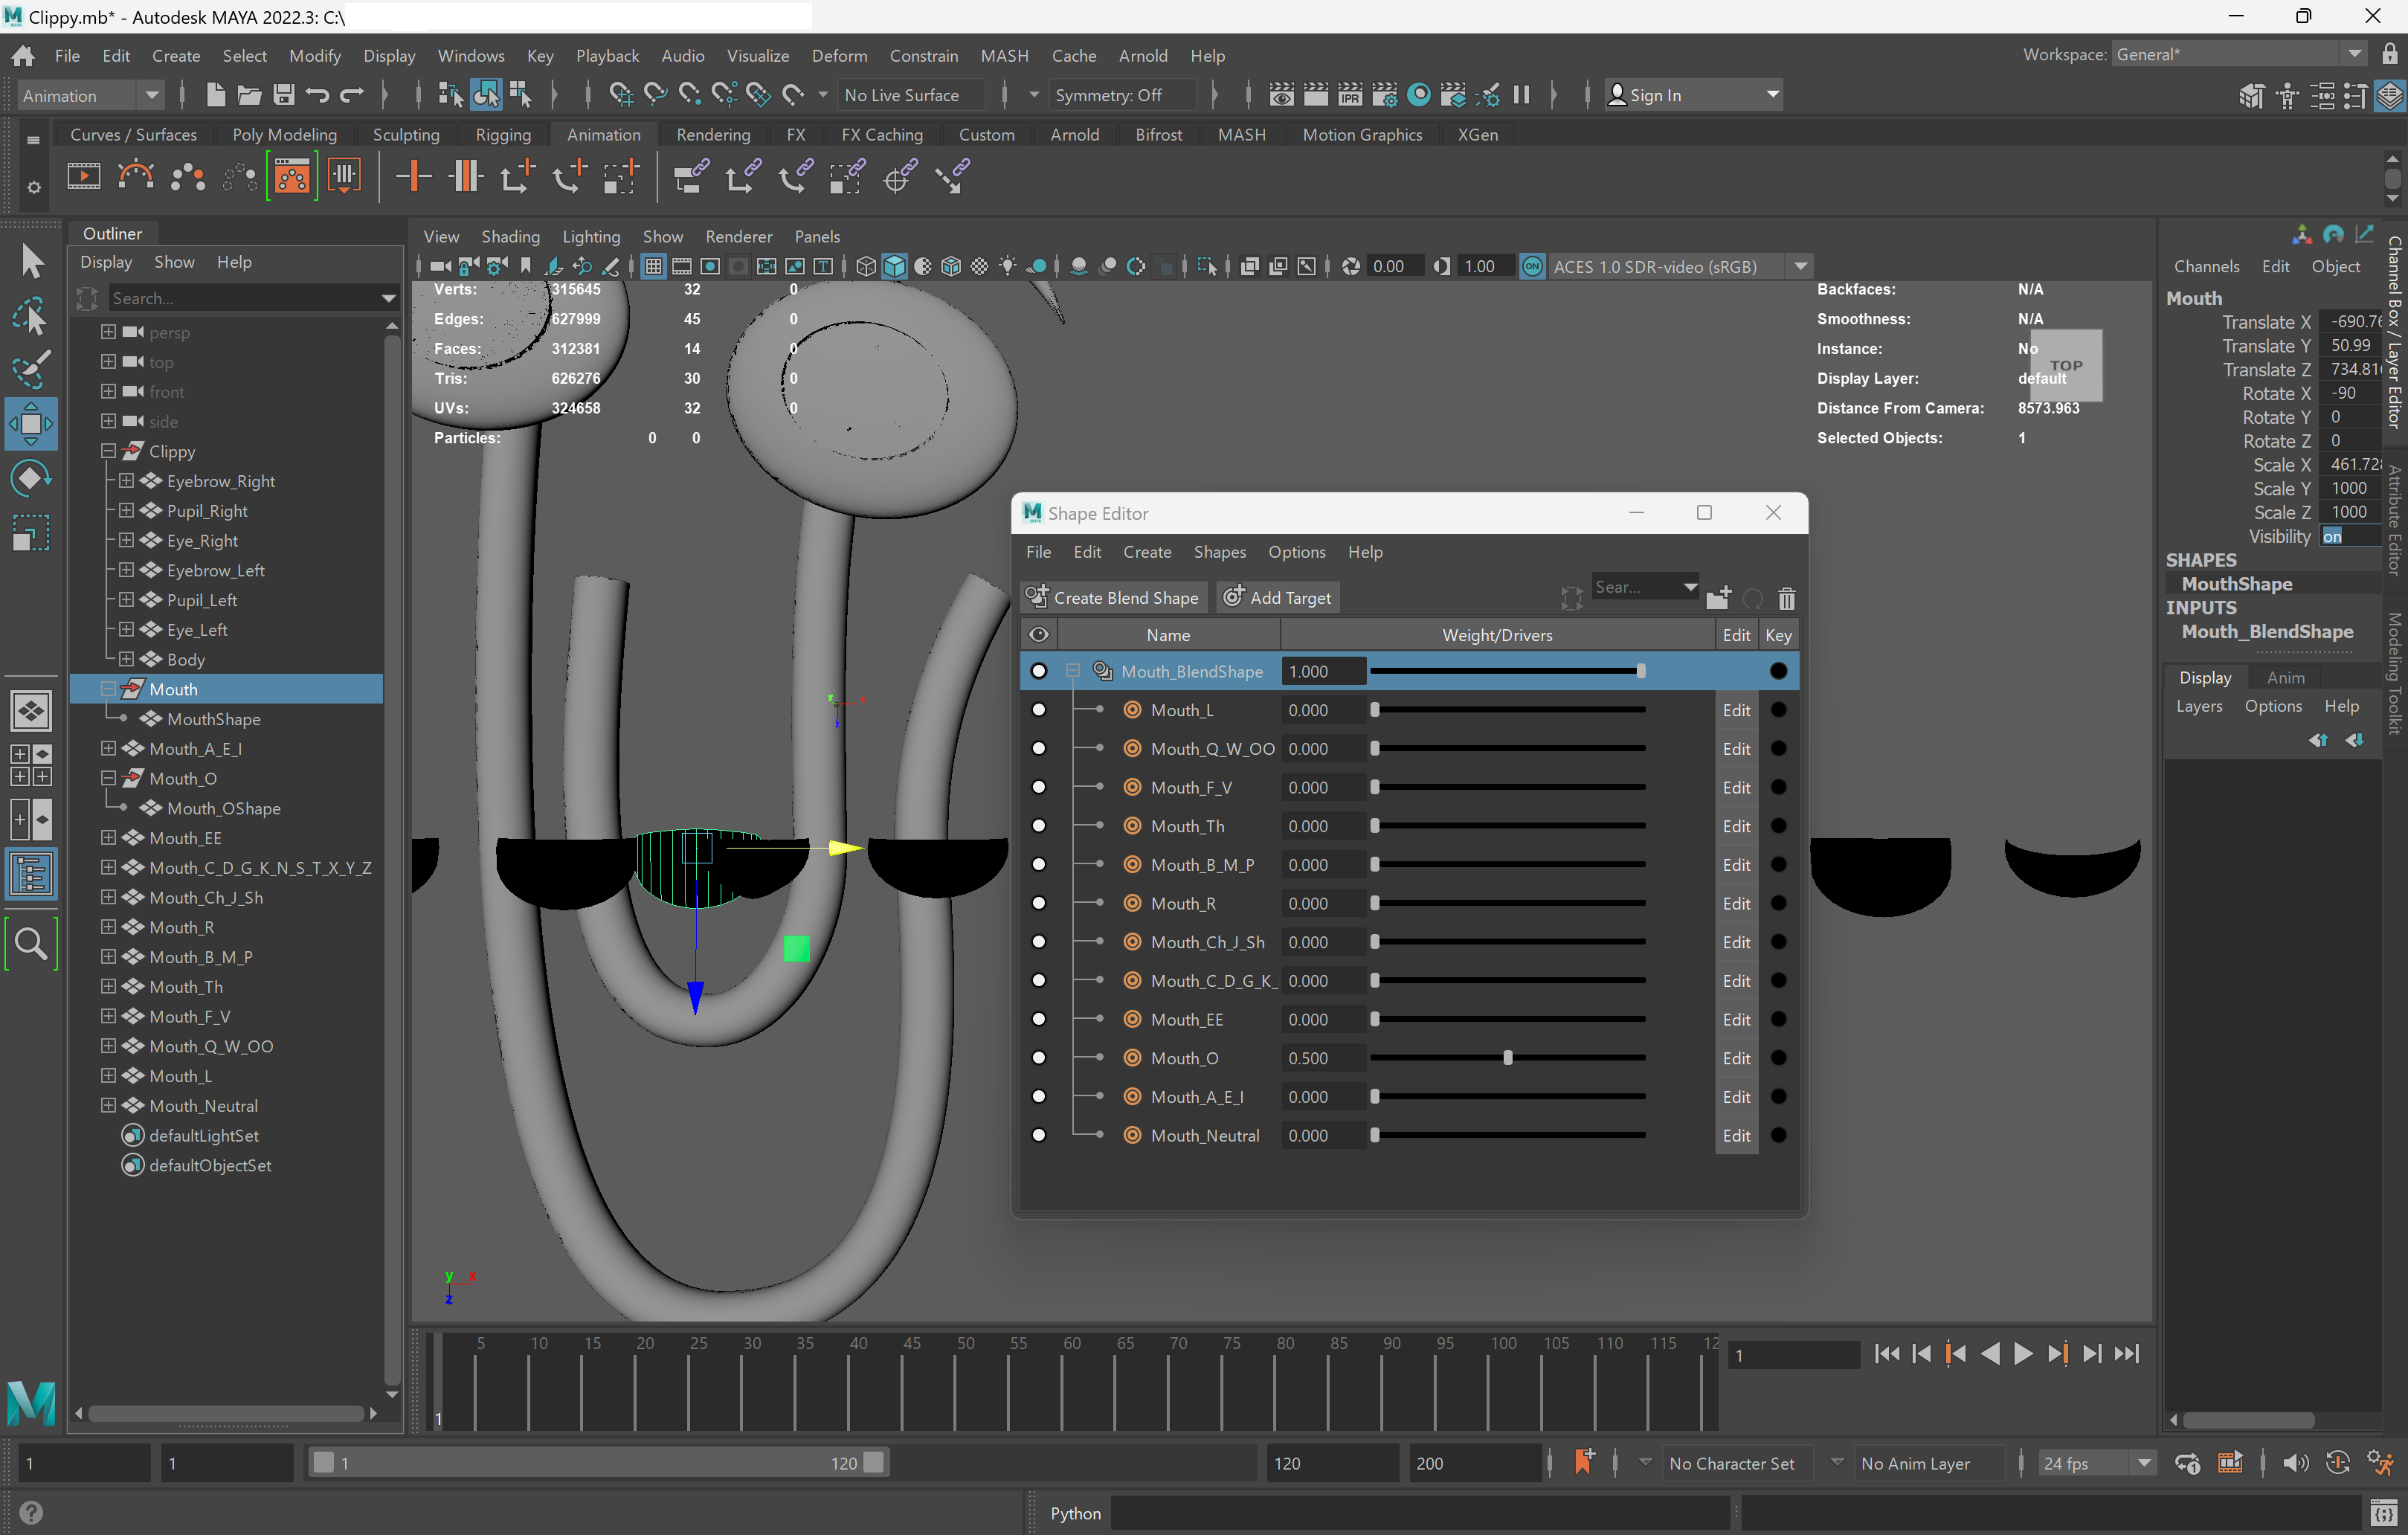 Clippy.mb* - Autodesk MAYA 2022.3: C:\
File Edit Create Select Modify Display Windows Key Playback Audio Visualize Deform Constrain MASH Cache Arnold Help
Workspace: General*
Animation
No Live Surface
Symmetry: Off
IPR
Sign In
Curves / Surfaces Poly Modeling Sculpting Rigging Animation Rendering FX FX Caching Custom Arnold Bifrost MASH Motion Graphics XGen
Outliner
Display Show Help
Search...
persp
top
front
side
Clippy
Eyebrow_Right
Pupil_Right
Eye_Right
Eyebrow_Left
Pupil_Left
Eye_Left
Body
Mouth
MouthShape
Mouth_A_E_I
Mouth_O
Mouth_OShape
Mouth_EE
Mouth_C_D_G_K_N_S_T_X_Y_Z
Mouth_Ch_J_Sh
Mouth_R
Mouth_B_M_P
Mouth_Th
Mouth_F_V
Mouth_Q_W_OO
Mouth_L
Mouth_Neutral
defaultLightSet
defaultObjectSet
View Shading Lighting Show Renderer Panels
0.00
1.00
ON
ACES 1.0 SDR-video (sRGB)
Verts: 315645 32 0
Edges: 627999 45 0
Faces: 312381 14 0
Tris: 626276 30 0
UVs: 324658 32 0
Particles: 0 0
Backfaces: N/A
Smoothness: N/A
Instance: No
Display Layer: default
Distance From Camera: 8573.963
Selected Objects: 1
TOP
y x
z
Shape Editor
File Edit Create Shapes Options Help
Create Blend Shape
Add Target
Sear...
Name Weight/Drivers Edit Key
Mouth_BlendShape 1.000
Mouth_L 0.000 Edit
Mouth_Q_W_OO 0.000 Edit
Mouth_F_V 0.000 Edit
Mouth_Th 0.000 Edit
Mouth_B_M_P 0.000 Edit
Mouth_R 0.000 Edit
Mouth_Ch_J_Sh 0.000 Edit
Mouth_C_D_G_K_ 0.000 Edit
Mouth_EE 0.000 Edit
Mouth_O 0.500 Edit
Mouth_A_E_I 0.000 Edit
Mouth_Neutral 0.000 Edit
Channels Edit Object
Mouth
Translate X -690.76
Translate Y 50.99
Translate Z 734.816
Rotate X -90
Rotate Y 0
Rotate Z 0
Scale X 461.728
Scale Y 1000
Scale Z 1000
Visibility on
SHAPES
MouthShape
INPUTS
Mouth_BlendShape
Display Anim
Layers Options Help
Channel Box / Layer Editor
Attribute Editor
Modeling Toolkit
5 10 15 20 25 30 35 40 45 50 55 60 65 70 75 80 85 90 95 100 105 110 115 12
1
1
1
1
1 120
120
200
No Character Set
No Anim Layer
24 fps
Python